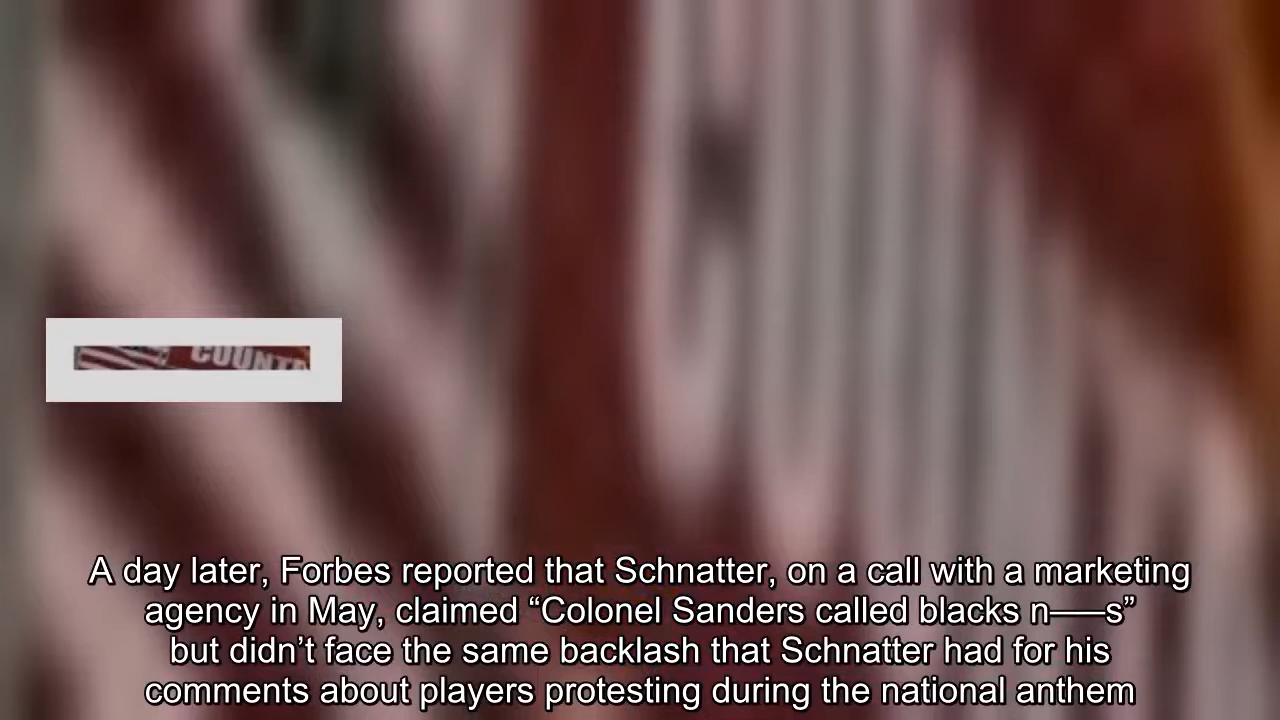 COUNT
A day later, Forbes reported that Schnatter, on a call with a marketing
agency in May, claimed “Colonel Sanders called blacks n——s”
but didn’t face the same backlash that Schnatter had for his
comments about players protesting during the national anthem